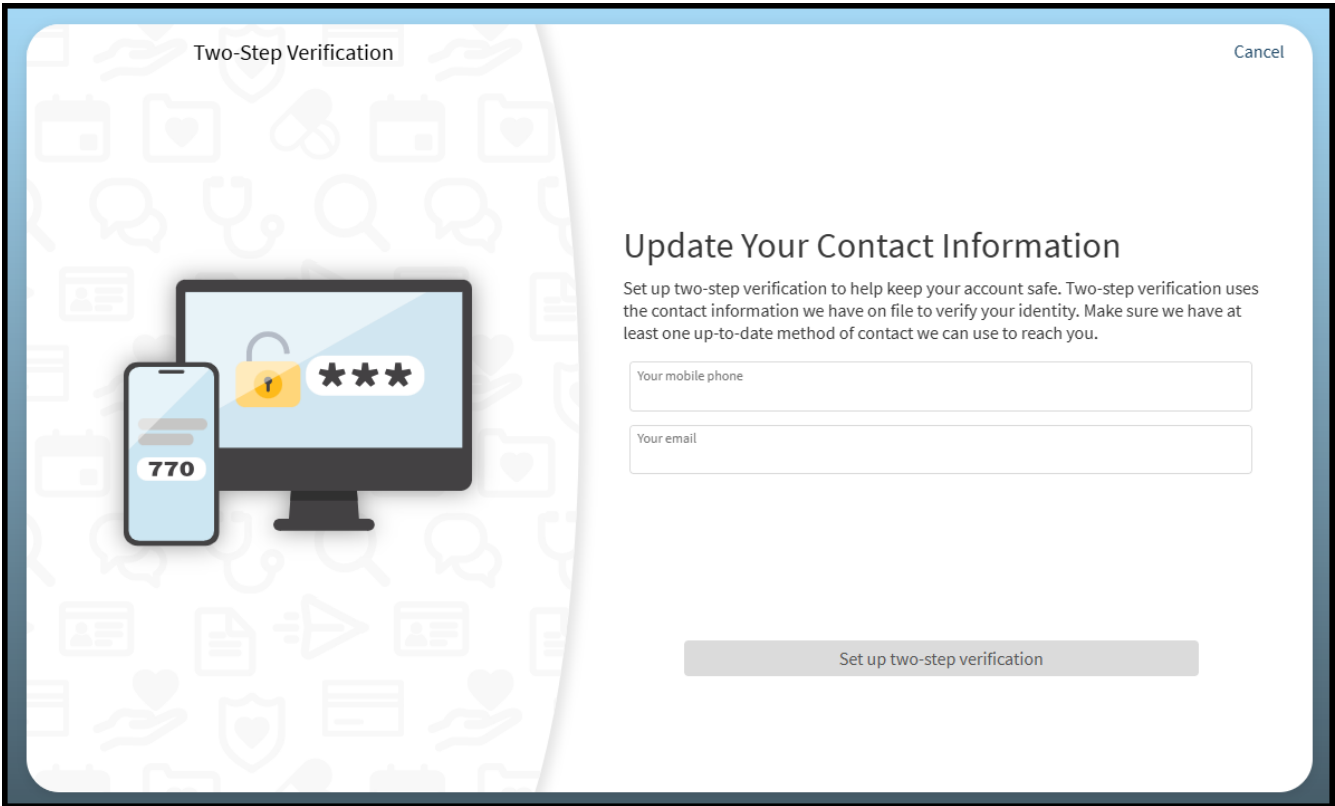 Two-Step Verification
Cancel
***
770
Update Your Contact Information
Set up two-step verification to help keep your account safe. Two-step verification uses
the contact information we have on file to verify your identity. Make sure we have at
least one up-to-date method of contact we can use to reach you.
Your mobile phone
Your email
Set up two-step verification